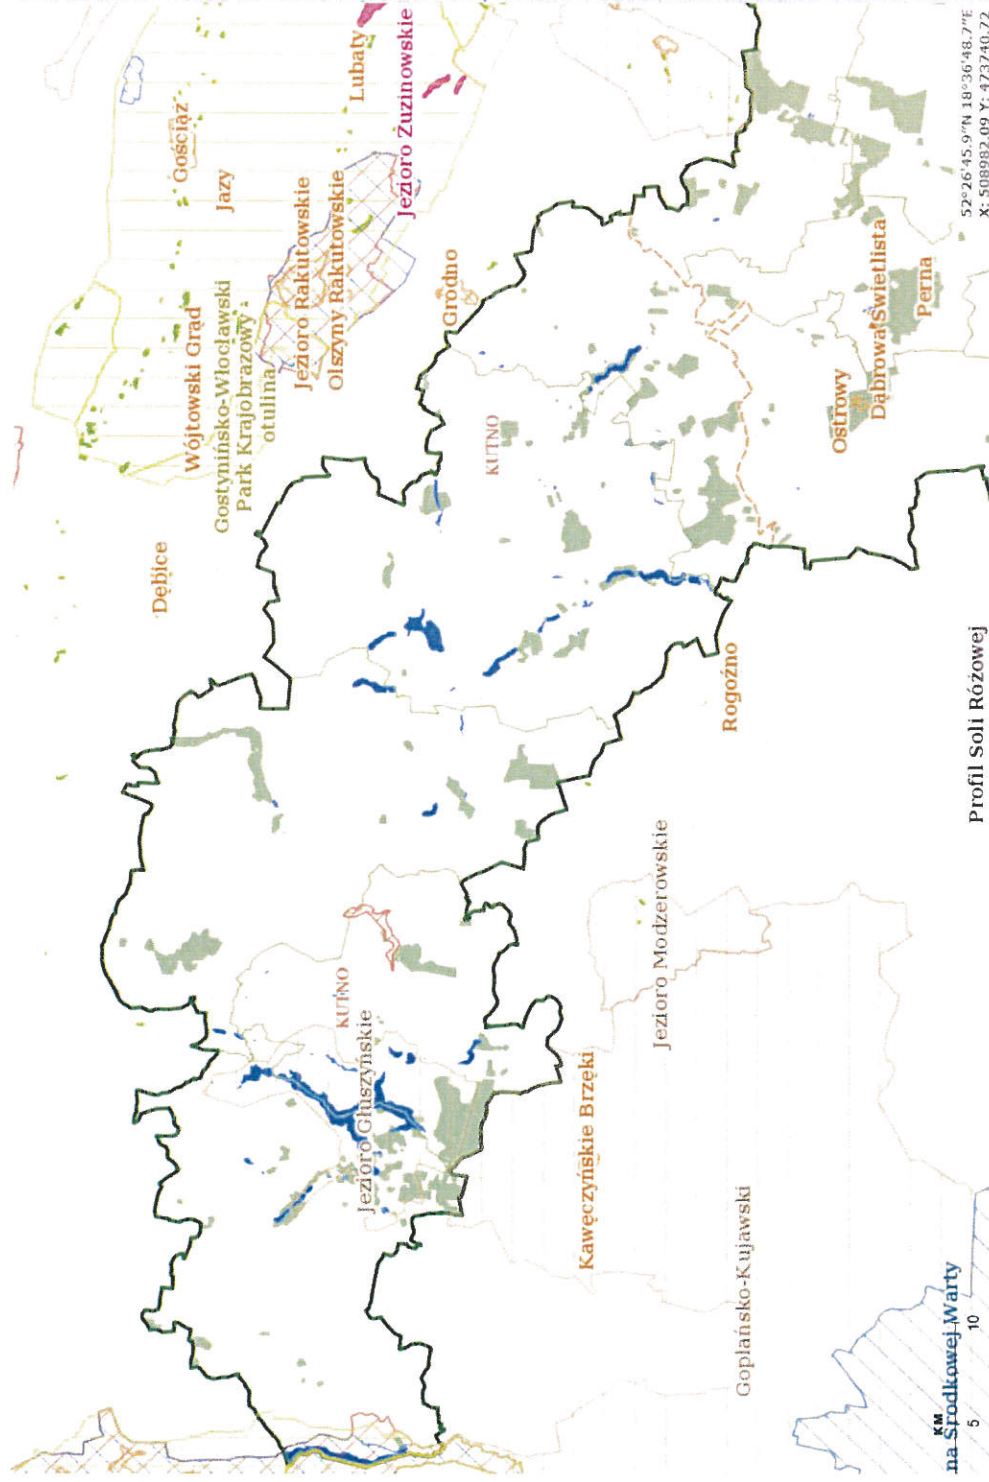 Gościąż
Lubaty
Jazy
Jezioro Żuzinowskie
Wójtowski Grąd
Gostynińsko-Włocławski
Park Krajobrazowy -
otulina
Jezioro Rakutowskie
Olszyny Rakutowskie
Grodno
Dębice
KUTNO
Ostrowy
Dąbrowa Świetlista
Perna
Rogoźno
KUTNO
Jezioro Głuszyńskie
Jezioro Modzerowskie
Kawęczyńskie Brzęki
Goplańsko-Kujawski
Profil Soli Różowej
na Środkowej Warty
KM
5 10
52°26'45.9"N 18°36'48.7"E
X: 508982.09 Y: 473740.72